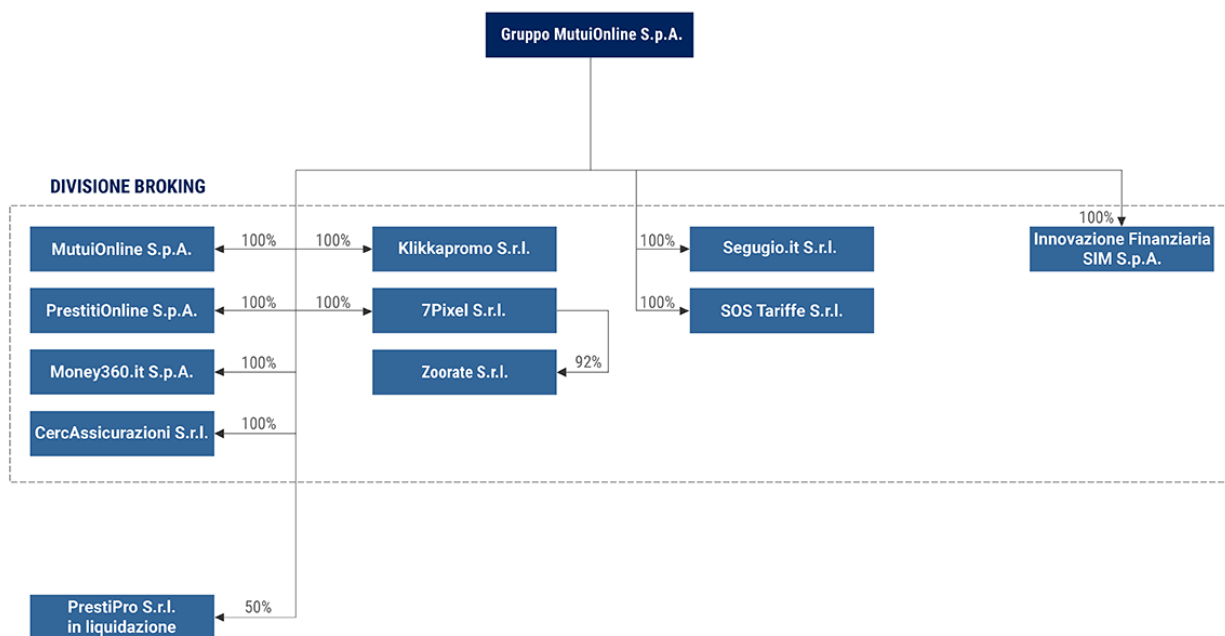 Gruppo MutuiOnline S.p.A.
DIVISIONE BROKING
100%
MutuiOnline S.p.A.
100%
100%
Klikkapromo S.r.l.
100%
Segugio.it S.r.l.
Innovazione Finanziaria
SIM S.p.A.
PrestitiOnline S.p.A.
100%
100%
7Pixel S.r.l.
100%
SOS Tariffe S.r.l.
Money360.it S.p.A.
100%
Zoorate S.r.l.
92%
CercAssicurazioni S.r.l.
100%
PrestiPro S.r.l.
in liquidazione
50%